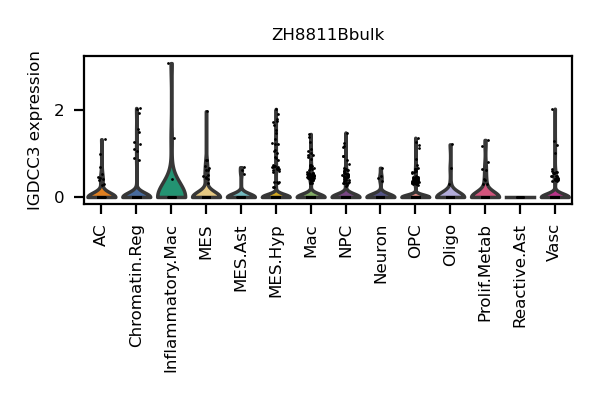 ZH8811Bbulk
IGDCC3 expression
2
0
AC
Chromatin.Reg
Inflammatory.Mac
MES
MES.Ast
MES.Hyp
Mac
NPC
Neuron
OPC
Oligo
Prolif.Metab
Reactive.Ast
Vasc